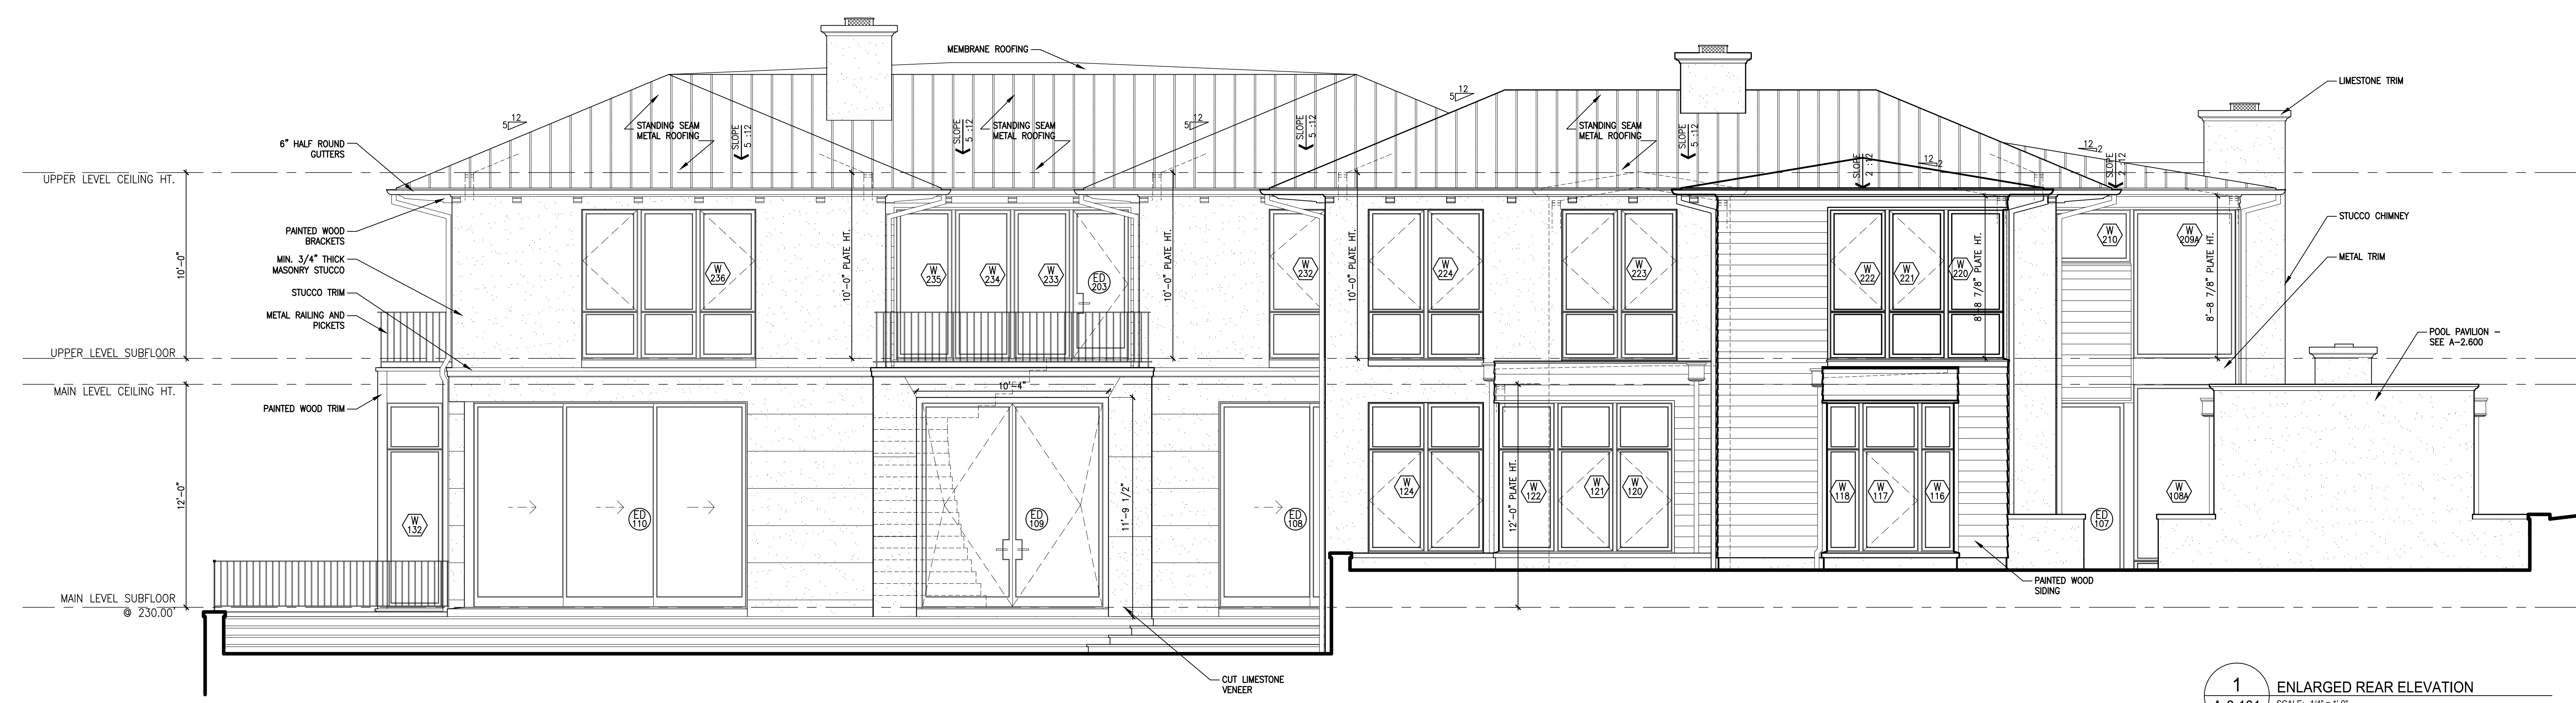 MEMBRANE ROOFING
LIMESTONE TRIM
12
5
12
5
12
5
STANDING SEAM
METAL ROOFING
SLOPE
5 :12
SLOPE
5 :12
STANDING SEAM
METAL ROOFING
SLOPE
5 :12
STANDING SEAM
METAL ROOFING
SLOPE
5 :12
SLOPE
2 :12
12
2
12
2
SLOPE
2 :12
6" HALF ROUND
GUTTERS
UPPER LEVEL CEILING HT.
STUCCO CHIMNEY
PAINTED WOOD
BRACKETS
METAL TRIM
MIN. 3/4" THICK
MASONRY STUCCO
STUCCO TRIM
METAL RAILING AND
PICKETS
10'-0"
W
236
10'-0" PLATE HT.
W
235
W
234
W
233
ED
203
10'-0" PLATE HT.
W
232
10'-0" PLATE HT.
W
224
W
223
W
222
W
221
W
220
8'-8 7/8" PLATE HT.
W
210
W
209A
8'-8 7/8" PLATE HT.
POOL PAVILION -
SEE A-2.600
UPPER LEVEL SUBFLOOR
MAIN LEVEL CEILING HT.
10'-4"
PAINTED WOOD TRIM
12'-0"
W
132
ED
110
ED
109
11'-9 1/2"
ED
108
W
124
12'-0" PLATE HT.
W
122
W
121
W
120
W
118
W
117
W
116
ED
107
W
108A
PAINTED WOOD
SIDING
MAIN LEVEL SUBFLOOR
@ 230.00'
CUT LIMESTONE
VENEER
1
ENLARGED REAR ELEVATION